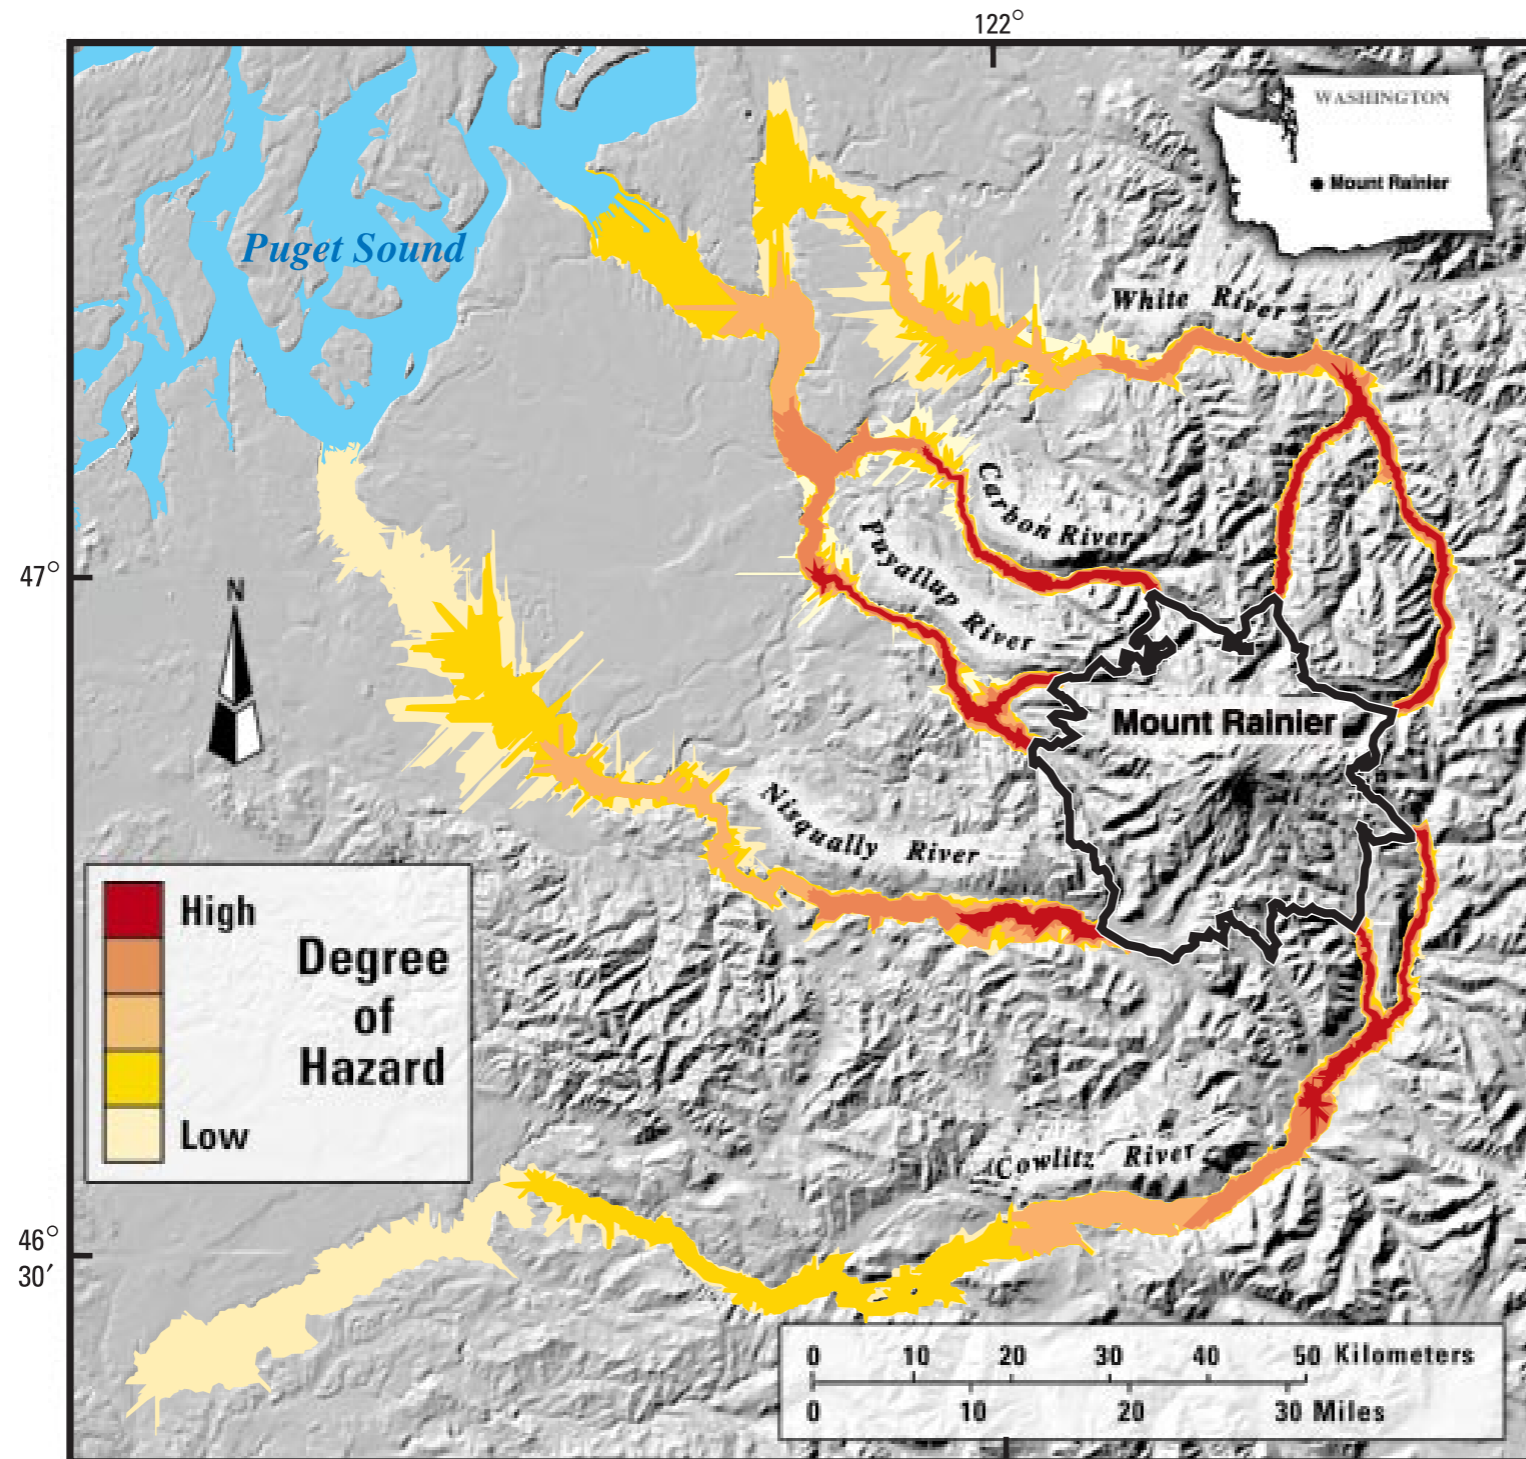 122°
WASHINGTON
Mount Rainier
Puget Sound
White River
Carbon River
47°
Puyallup River
N
Mount Rainier
Nisqually River
High
Degree
of
Hazard
Low
Cowlitz River
46°
30′
0 10 20 30 40 50 Kilometers
0 10 20 30 Miles